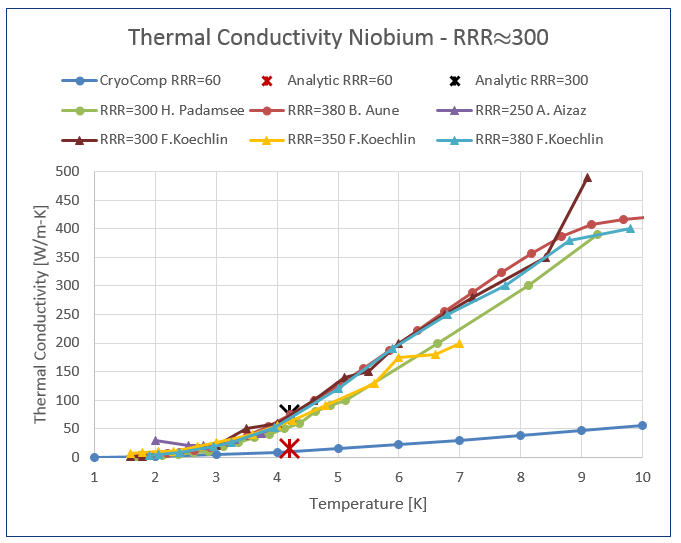 Thermal Conductivity Niobium - RRR≈300
CryoComp RRR=60 Analytic RRR=60 Analytic RRR=300
RRR=300 H. Padamsee RRR=380 B. Aune RRR=250 A. Aizaz
RRR=300 F.Koechlin RRR=350 F.Koechlin RRR=380 F.Koechlin
Thermal Conductivity [W/m-K]
500
450
400
350
300
250
200
150
100
50
0
1 2 3 4 5 6 7 8 9 10
Temperature [K]